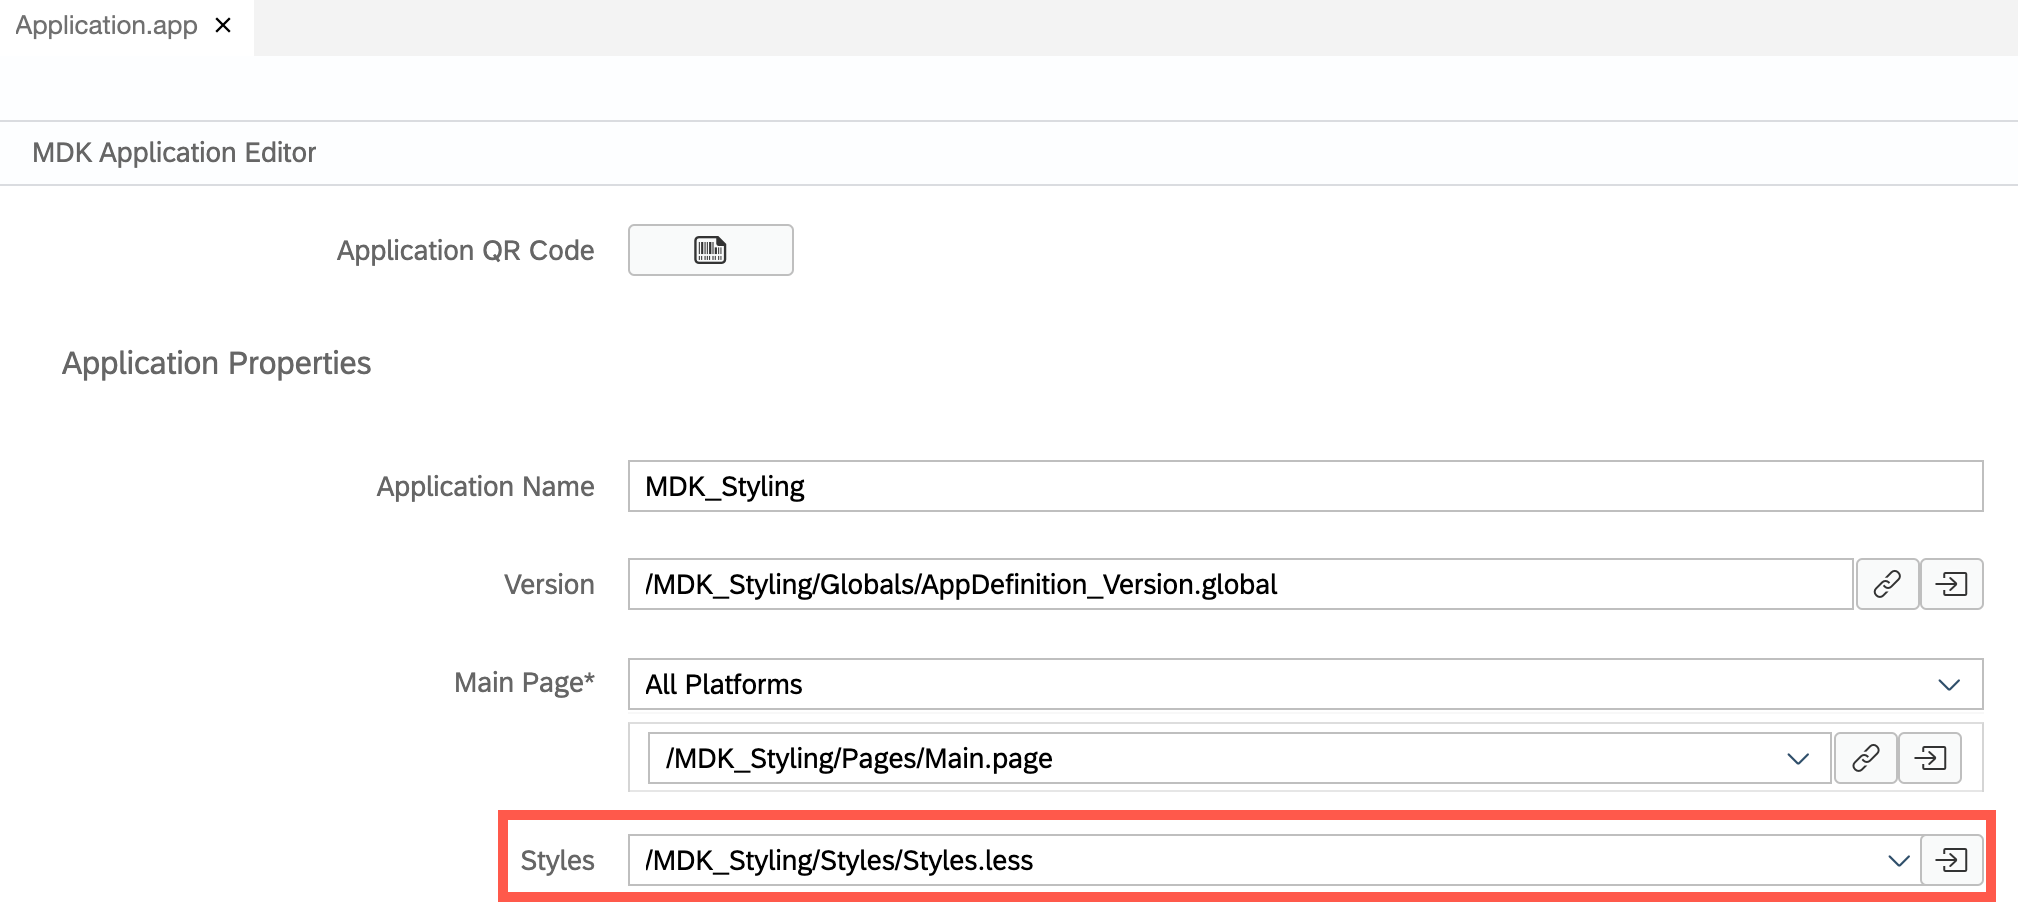 Application.app
MDK Application Editor
Application QR Code
Application Properties
Application Name MDK_Styling
Version /MDK_Styling/Globals/AppDefinition_Version.global
Main Page* All Platforms
/MDK_Styling/Pages/Main.page
Styles /MDK_Styling/Styles/Styles.less